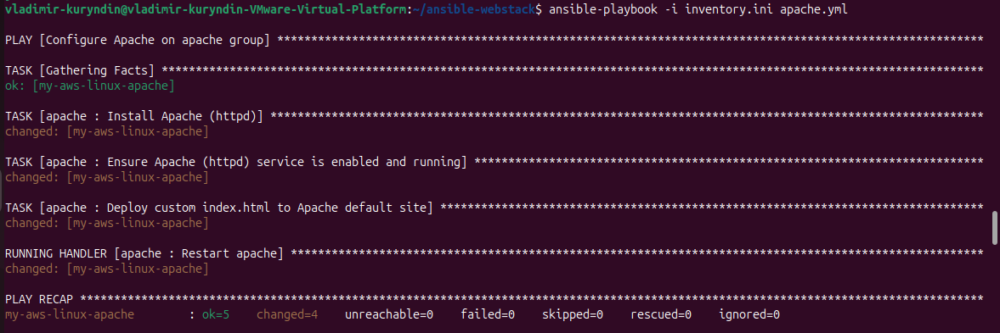 vladimir-kuryndin@vladimir-kuryndin-VMware-Virtual-Platform:~/ansible-webstack$ ansible-playbook -i inventory.ini apache.yml
PLAY [Configure Apache on apache group] ********************************************************************************************************
TASK [Gathering Facts] *************************************************************************************************************************
ok: [my-aws-linux-apache]
TASK [apache : Install Apache (httpd)] *********************************************************************************************************
changed: [my-aws-linux-apache]
TASK [apache : Ensure Apache (httpd) service is enabled and running] ***************************************************************************
changed: [my-aws-linux-apache]
TASK [apache : Deploy custom index.html to Apache default site] ********************************************************************************
changed: [my-aws-linux-apache]
RUNNING HANDLER [apache : Restart apache] ******************************************************************************************************
changed: [my-aws-linux-apache]
PLAY RECAP *************************************************************************************************************************************
my-aws-linux-apache        : ok=5    changed=4    unreachable=0    failed=0    skipped=0    rescued=0    ignored=0